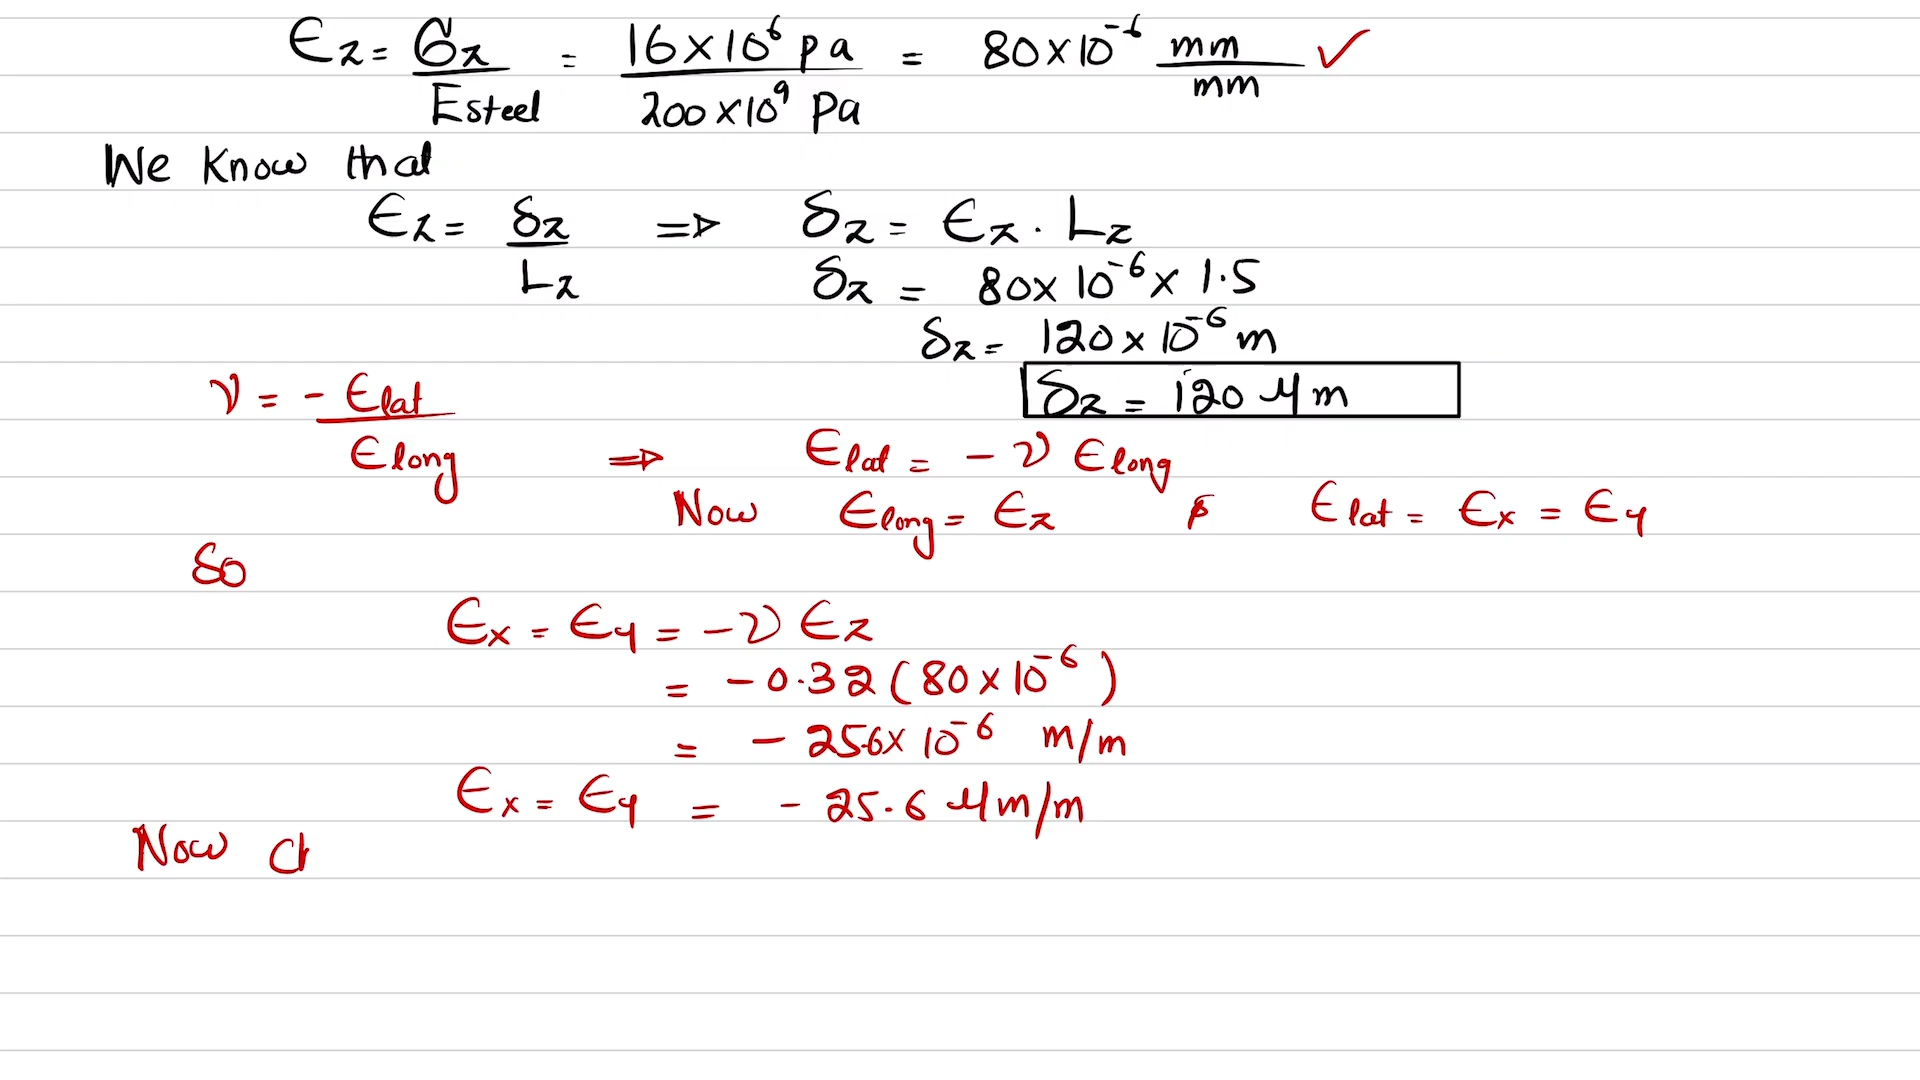 ϵz = σz / Esteel = 16×10⁶ pa / 200×10⁹ Pa = 80×10⁻⁶ mm/mm ✓
We know that
ϵz = δz / Lz ⇒ δz = ϵz . Lz
δz = 80×10⁻⁶ × 1.5
δz = 120×10⁻⁶ m
δz = 120 μm
ν = - ϵlat / ϵlong ⇒ ϵlat = - ν ϵlong
Now ϵlong = ϵz & ϵlat = ϵx = ϵy
So
ϵx = ϵy = -ν ϵz
= -0.32 (80×10⁻⁶)
= - 25.6×10⁻⁶ m/m
ϵx = ϵy = - 25.6 μm/m
Now ch